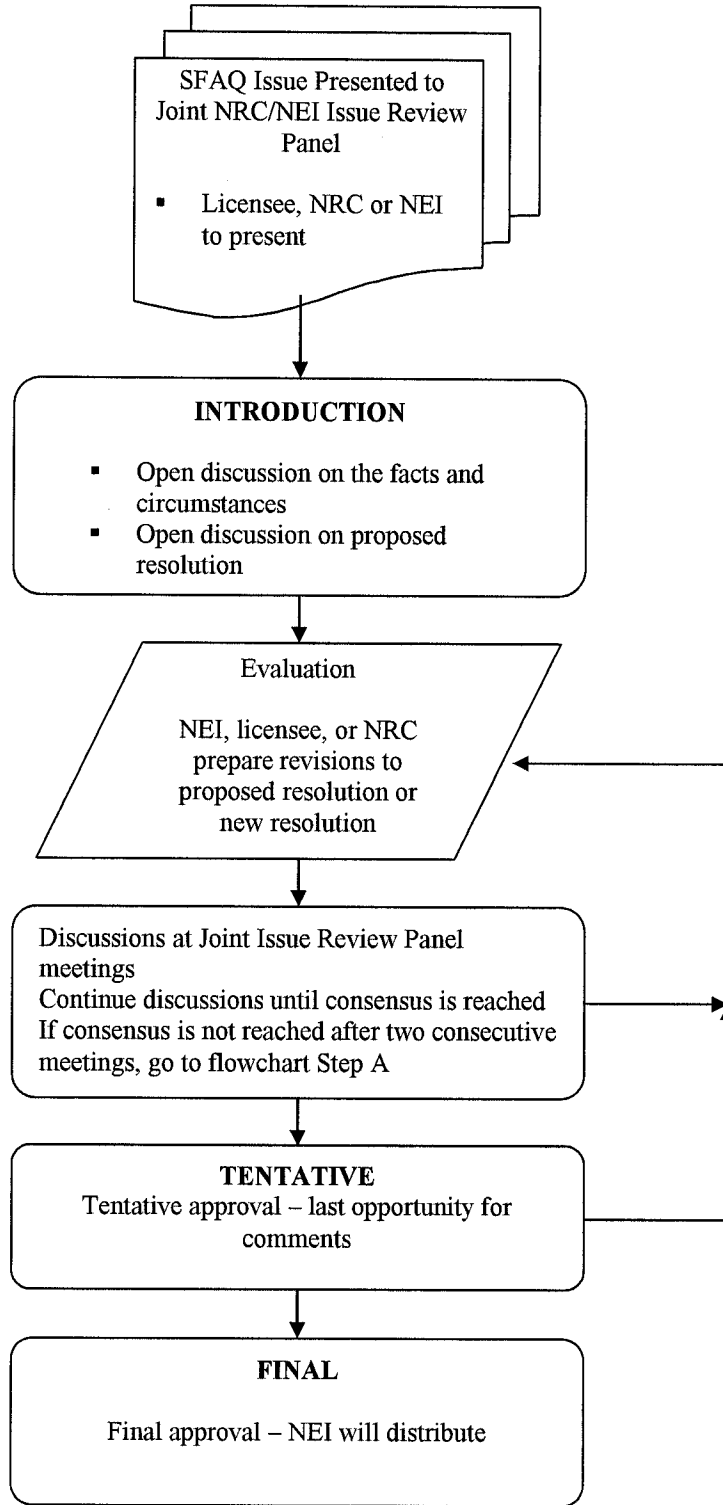 SFAQ Issue Presented to
Joint NRC/NEI Issue Review
Panel
▪ Licensee, NRC or NEI
to present
INTRODUCTION
▪ Open discussion on the facts and
circumstances
▪ Open discussion on proposed
resolution
Evaluation
NEI, licensee, or NRC
prepare revisions to
proposed resolution or
new resolution
Discussions at Joint Issue Review Panel
meetings
Continue discussions until consensus is reached
If consensus is not reached after two consecutive
meetings, go to flowchart Step A
TENTATIVE
Tentative approval – last opportunity for
comments
FINAL
Final approval – NEI will distribute